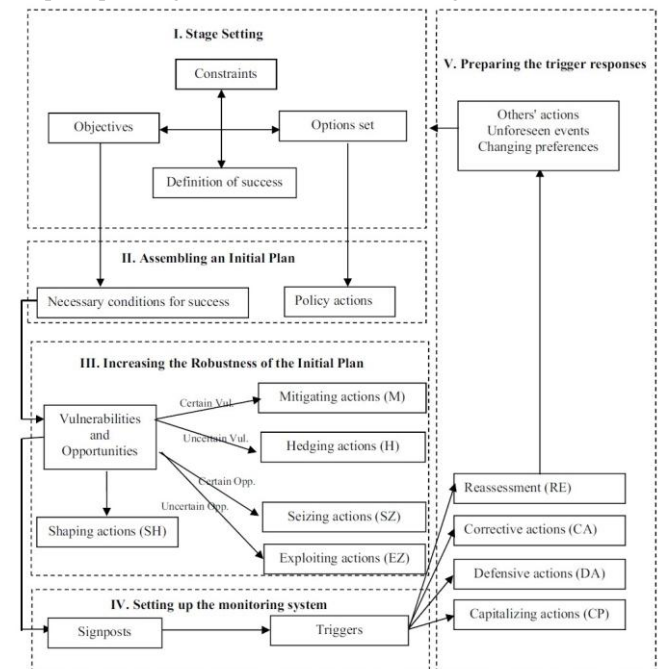 I. Stage Setting
Constraints
Objectives
Options set
Definition of success
II. Assembling an Initial Plan
Necessary conditions for success
Policy actions
III. Increasing the Robustness of the Initial Plan
Vulnerabilities
and
Opportunities
Certain Vul.
Mitigating actions (M)
Uncertain Vul.
Hedging actions (H)
Certain Opp.
Seizing actions (SZ)
Uncertain Opp.
Exploiting actions (EZ)
Shaping actions (SH)
IV. Setting up the monitoring system
Signposts
Triggers
V. Preparing the trigger responses
Others' actions
Unforeseen events
Changing preferences
Reassessment (RE)
Corrective actions (CA)
Defensive actions (DA)
Capitalizing actions (CP)